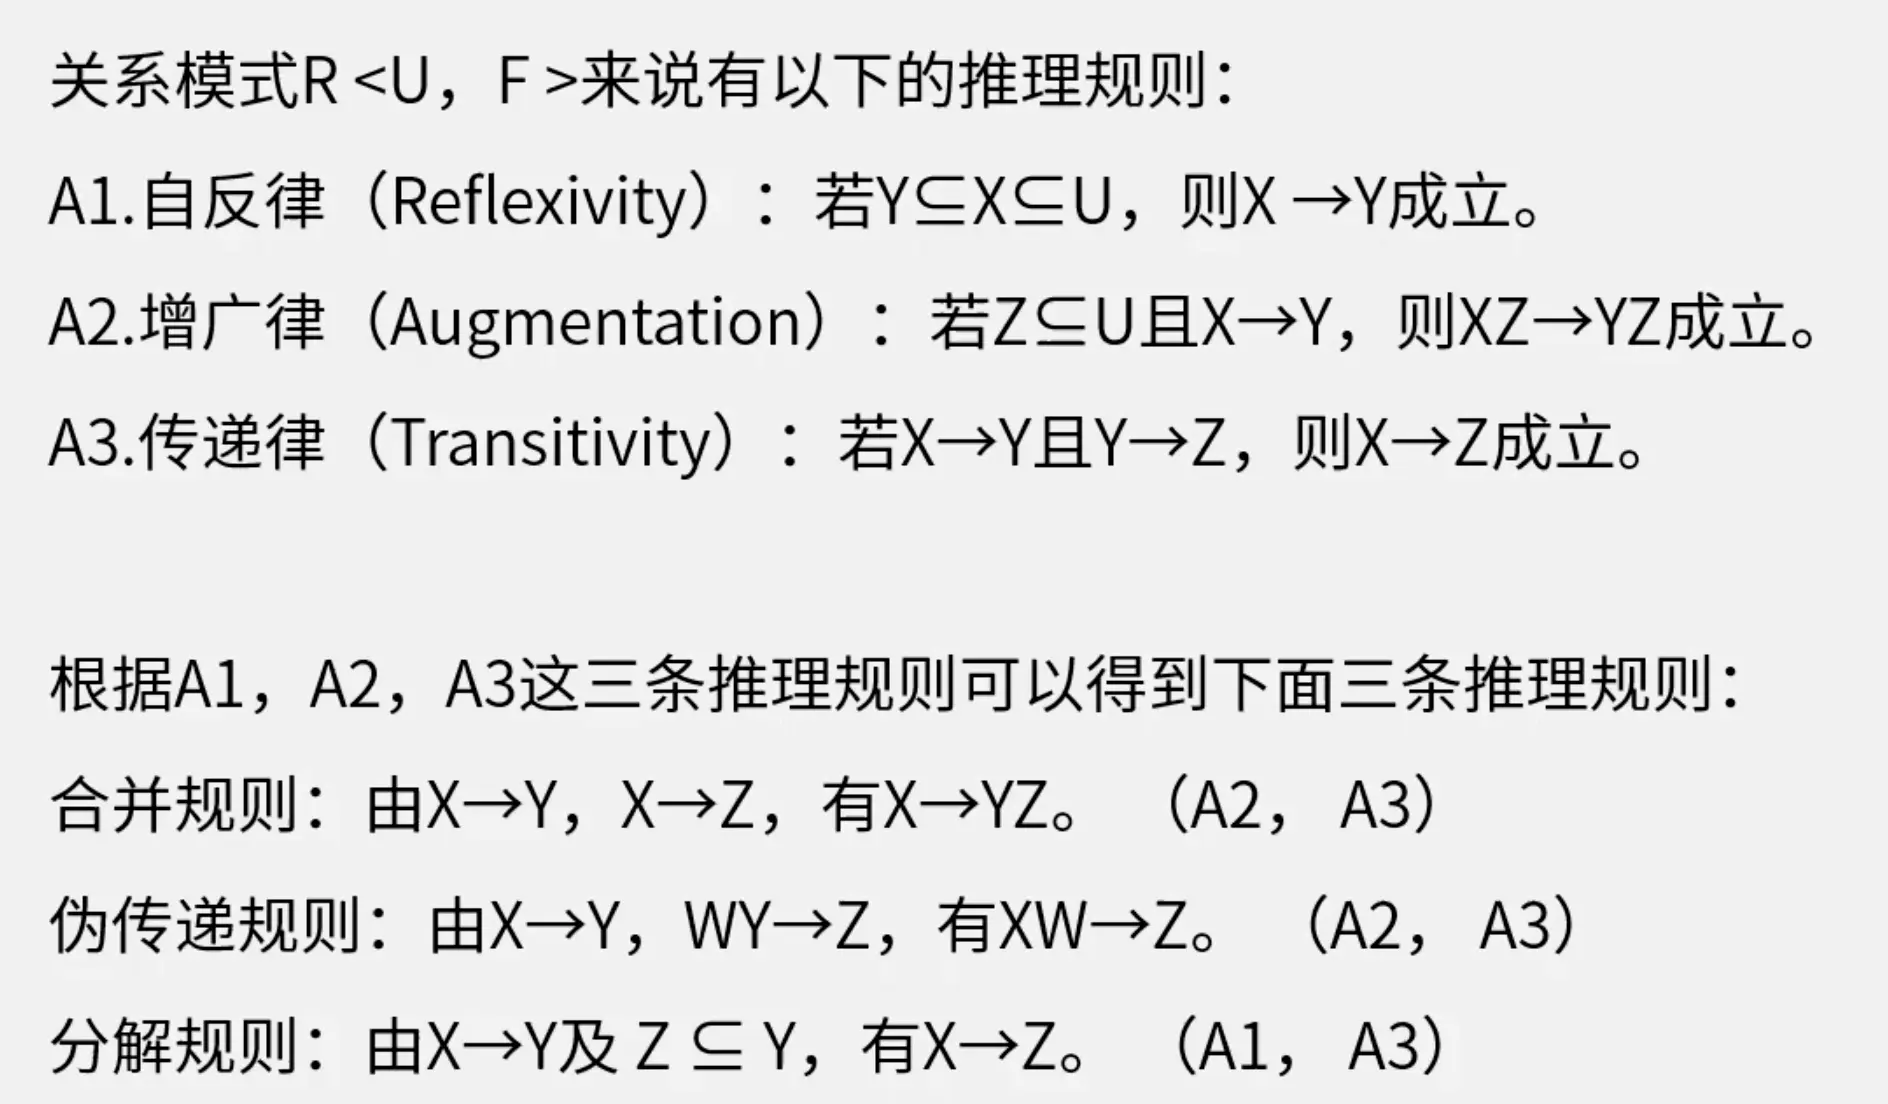 关系模式R <U，F >来说有以下的推理规则：
A1.自反律（Reflexivity）：若Y⊆X⊆U，则X →Y成立。
A2.增广律（Augmentation）：若Z⊆U且X→Y，则XZ→YZ成立。
A3.传递律（Transitivity）：若X→Y且Y→Z，则X→Z成立。
根据A1，A2，A3这三条推理规则可以得到下面三条推理规则：
合并规则：由X→Y，X→Z，有X→YZ。（A2， A3）
伪传递规则：由X→Y，WY→Z，有XW→Z。（A2， A3）
分解规则：由X→Y及 Z ⊆ Y，有X→Z。（A1， A3）